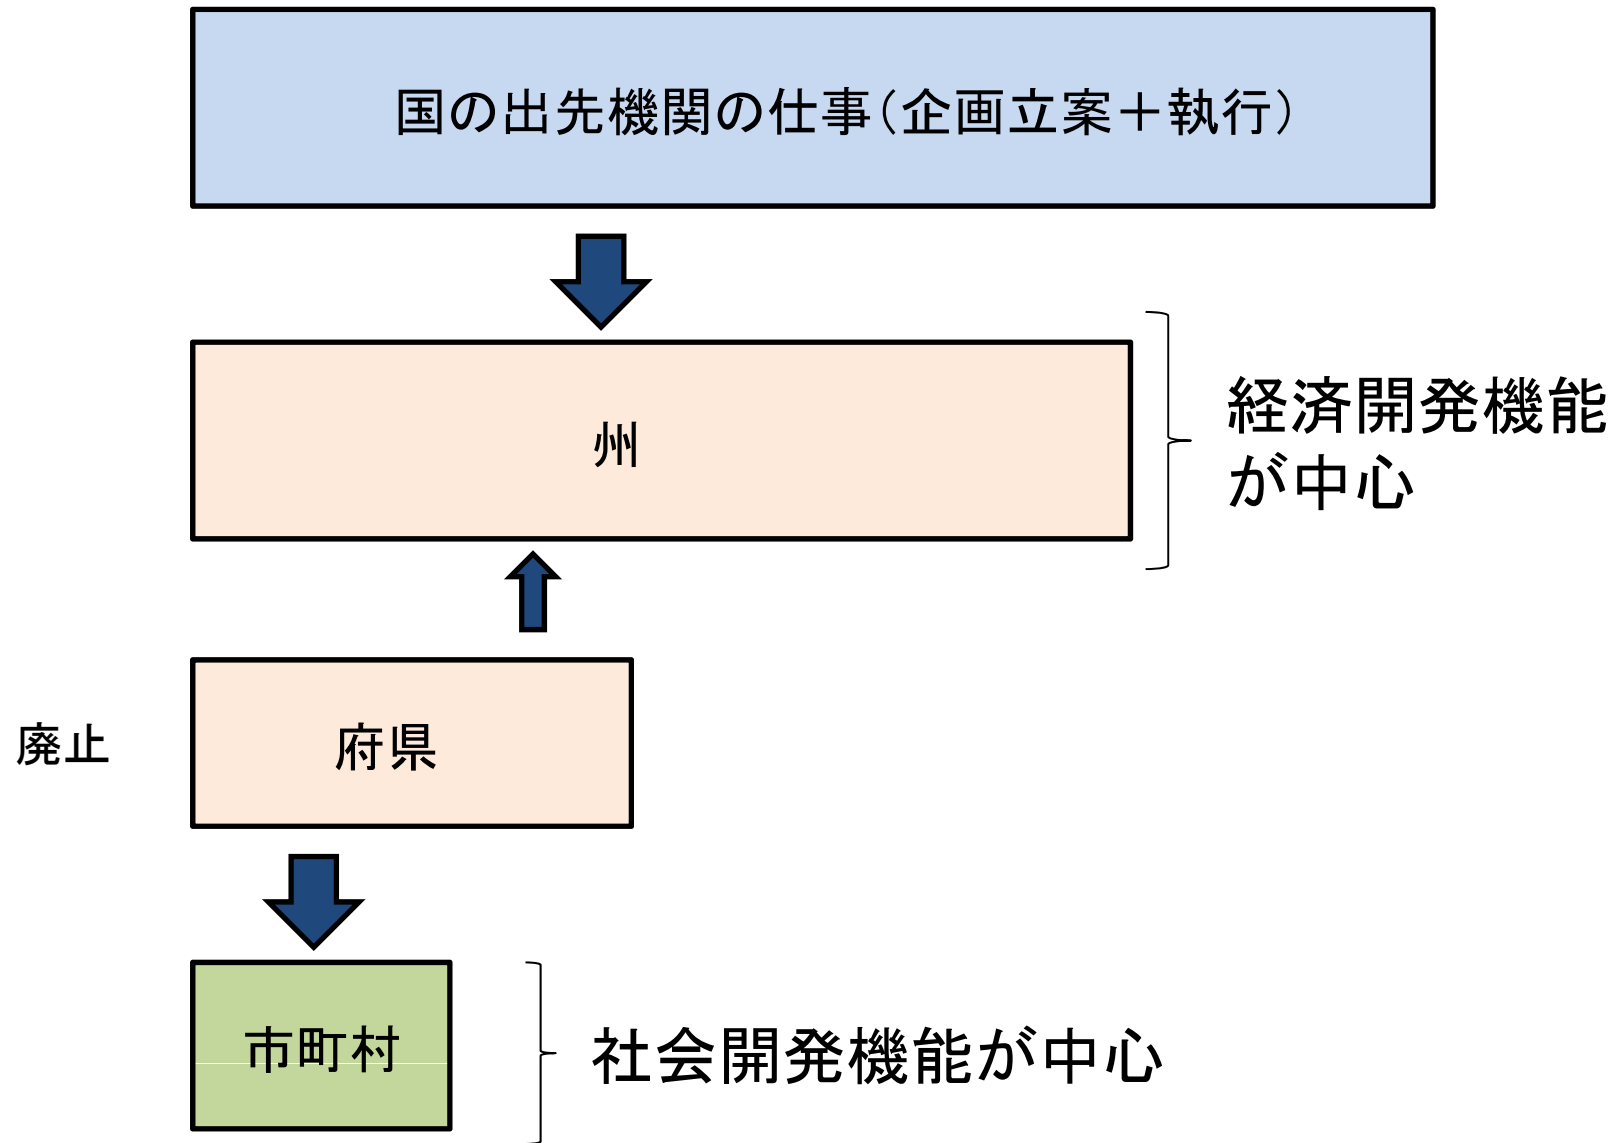 国の出先機関の仕事（企画立案＋執行）
州
経済開発機能
が中心
廃止
府県
市町村
社会開発機能が中心